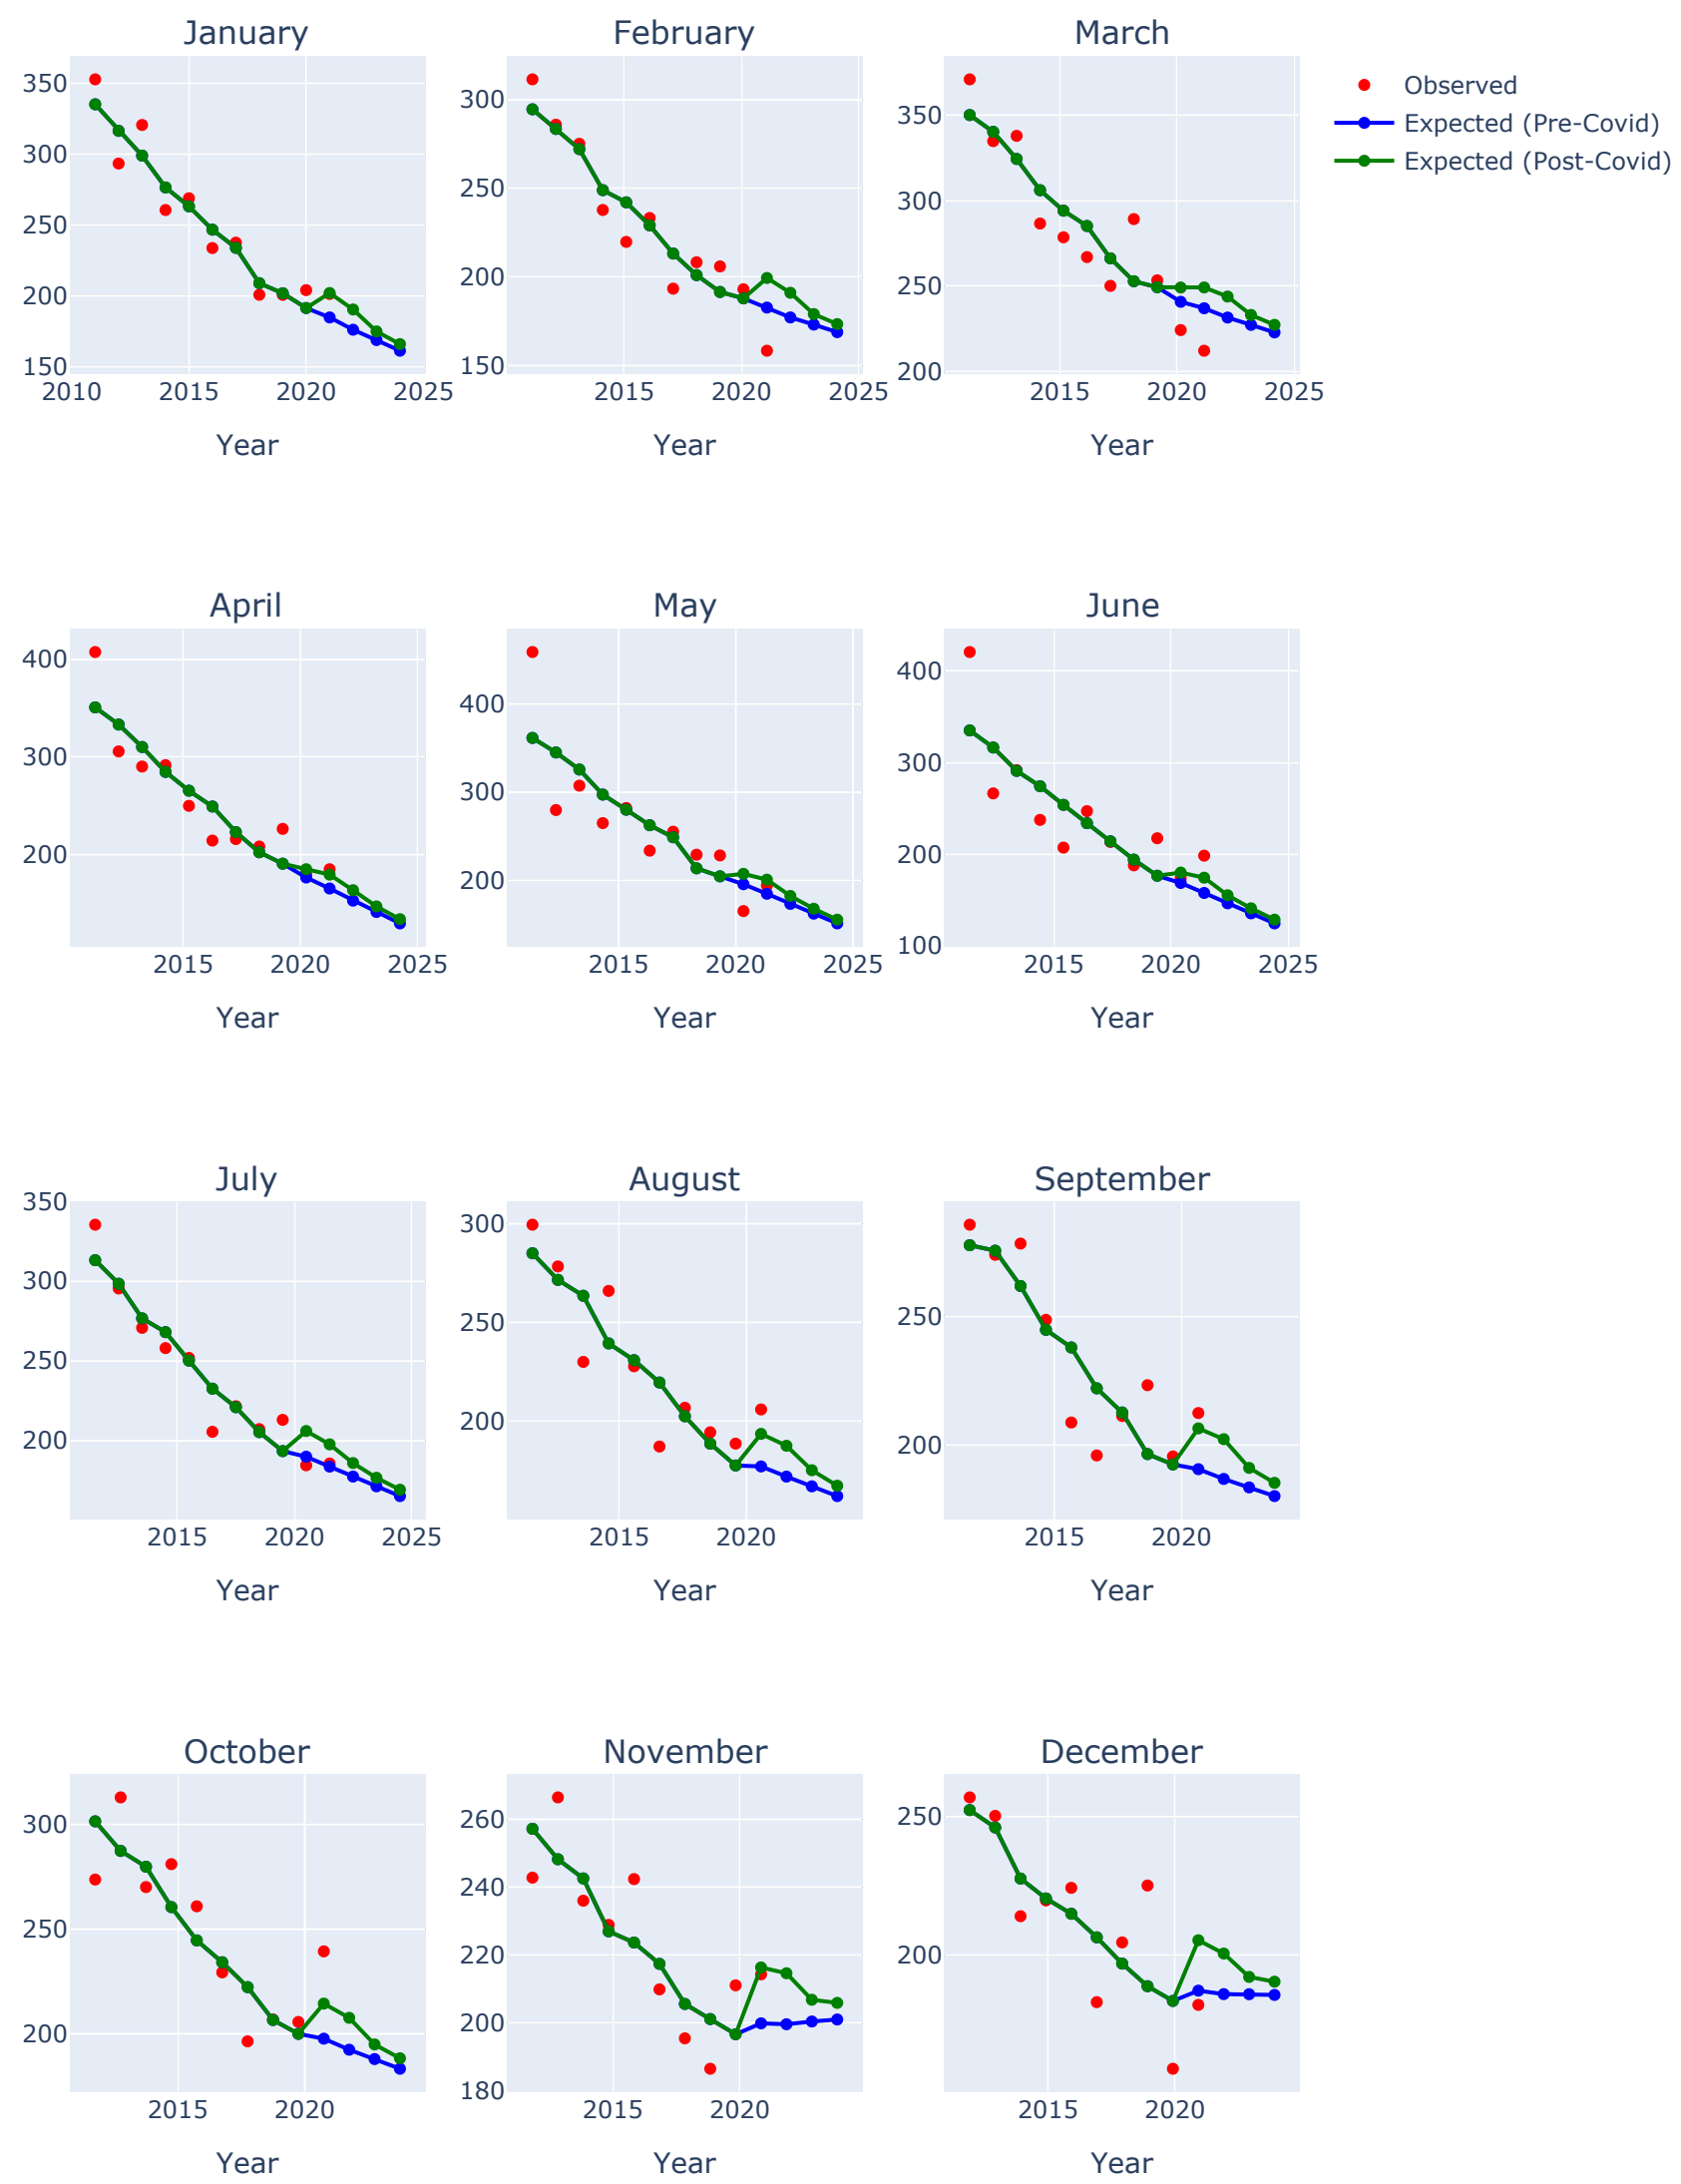 January
February
March
350
300
250
200
150
2010
2015
2020
2025
Year
300
250
200
150
2015
2020
2025
Year
350
300
250
200
2015
2020
2025
Year
Observed
Expected (Pre-Covid)
Expected (Post-Covid)
April
May
June
400
300
200
2015
2020
2025
Year
400
300
200
2015
2020
2025
Year
400
300
200
100
2015
2020
2025
Year
July
August
September
350
300
250
200
2015
2020
2025
Year
300
250
200
2015
2020
Year
250
200
2015
2020
Year
October
November
December
300
250
200
2015
2020
Year
260
240
220
200
180
2015
2020
Year
250
200
2015
2020
Year